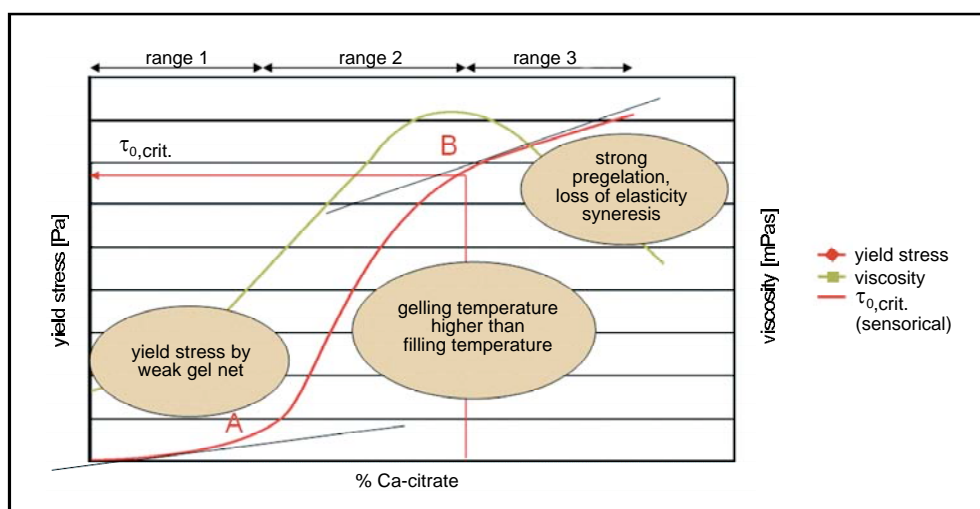 range 1
range 2
range 3
τ0,crit.
B
strong
pregelation,
loss of elasticity
syneresis
yield stress [Pa]
viscosity [mPas]
yield stress
viscosity
τ0,crit.
(sensorical)
gelling temperature
higher than
filling temperature
yield stress by
weak gel net
A
% Ca-citrate